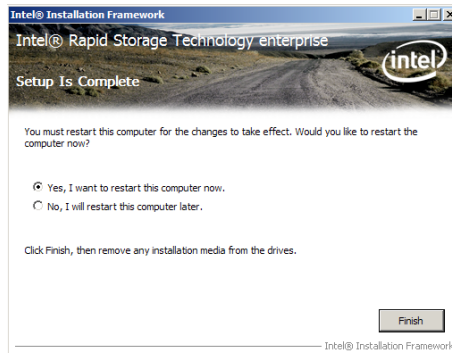 Intel® Installation Framework
Intel® Rapid Storage Technology enterprise
intel
Setup Is Complete
You must restart this computer for the changes to take effect. Would you like to restart the
computer now?
Yes, I want to restart this computer now.
No, I will restart this computer later.
Click Finish, then remove any installation media from the drives.
Finish
Intel® Installation Framework